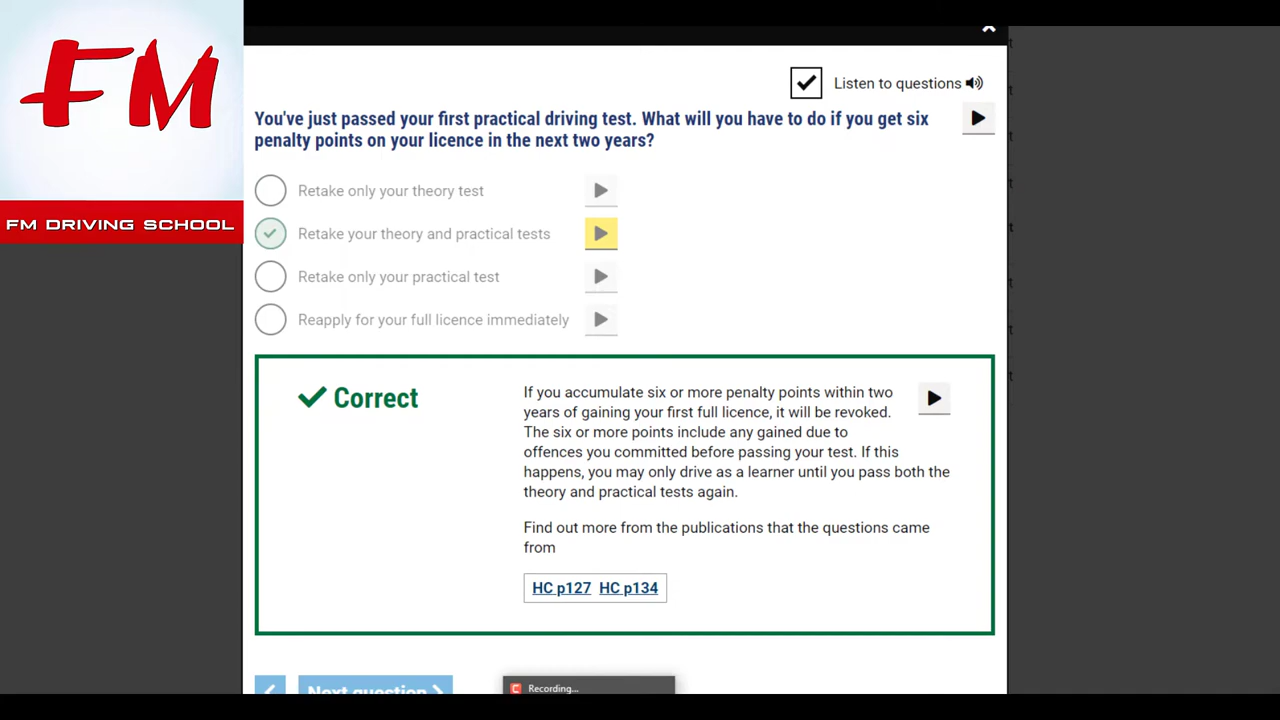 FM
FM DRIVING SCHOOL
Listen to questions
You've just passed your first practical driving test. What will you have to do if you get six
penalty points on your licence in the next two years?
Retake only your theory test
Retake your theory and practical tests
Retake only your practical test
Reapply for your full licence immediately
Correct
If you accumulate six or more penalty points within two
years of gaining your first full licence, it will be revoked.
The six or more points include any gained due to
offences you committed before passing your test. If this
happens, you may only drive as a learner until you pass both the
theory and practical tests again.
Find out more from the publications that the questions came
from
HC p127 HC p134
Next question
Recording...